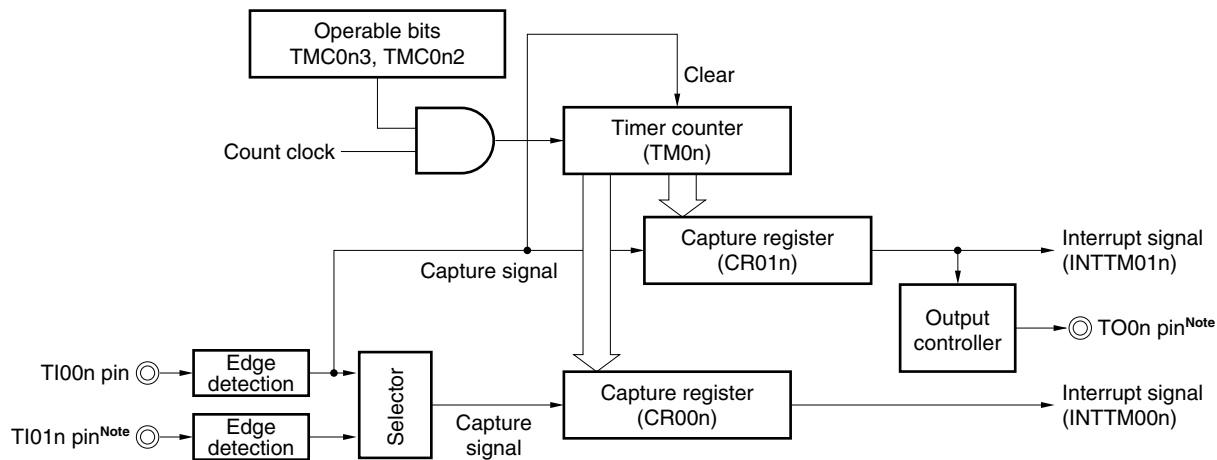 Operable bits
TMC0n3, TMC0n2
Clear
Timer counter
(TM0n)
Count clock
Capture register
(CR01n)
Interrupt signal
(INTTM01n)
Capture signal
Output
controller
TO0n pinNote
TI00n pin
Edge
detection
Selector
Capture register
(CR00n)
Interrupt signal
(INTTM00n)
TI01n pinNote
Edge
detection
Capture
signal